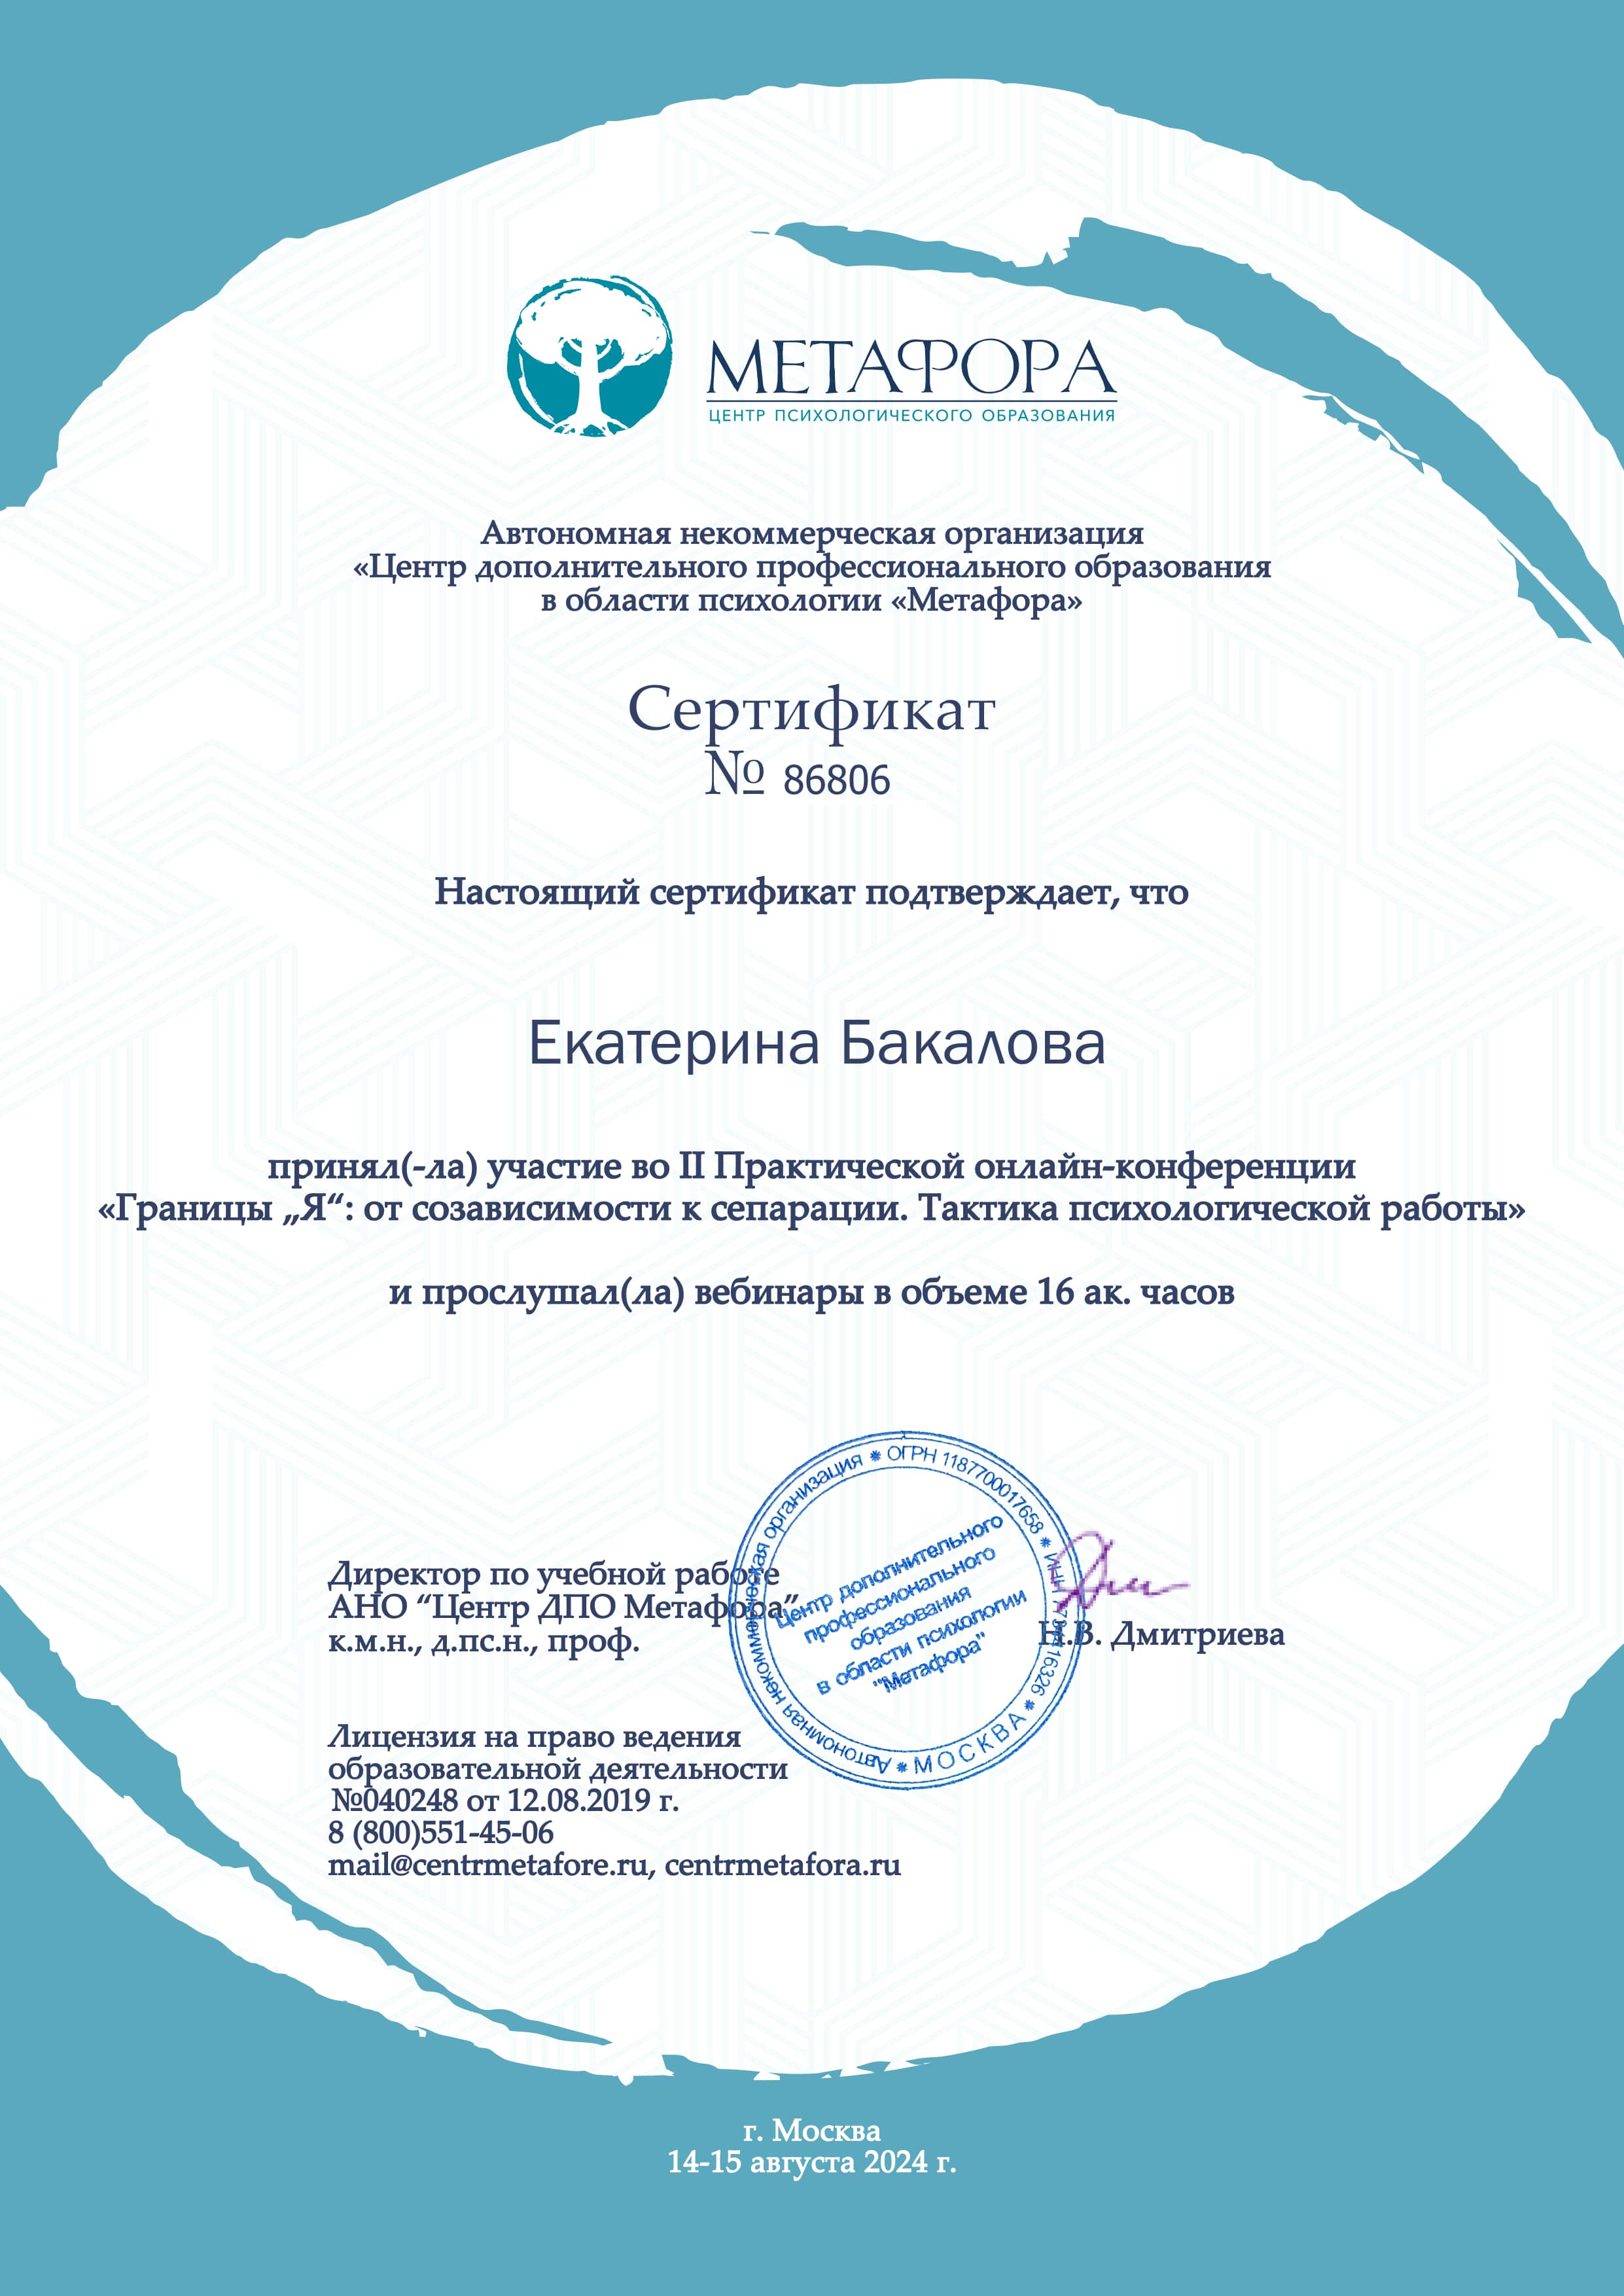 МЕТАФОРА
ЦЕНТР ПСИХОЛОГИЧЕСКОГО ОБРАЗОВАНИЯ
Автономная некоммерческая организация
«Центр дополнительного профессионального образования
в области психологии «Метафора»
Сертификат
№ 86806
Настоящий сертификат подтверждает, что
Екатерина Бакалова
принял(-ла) участие во II Практической онлайн-конференции
«Границы „Я“: от созависимости к сепарации. Тактика психологической работы»
и прослушал(ла) вебинары в объеме 16 ак. часов
Директор по учебной работе
АНО “Центр ДПО Метафора”
к.м.н., д.пс.н., проф.
Н.В. Дмитриева
Автономная некоммерческая организация * ОГРН 1187700017658 * ИНН
* МОСКВА *
Центр дополнительного
профессионального
образования
в области психологии
"Метафора"
Лицензия на право ведения
образовательной деятельности
№040248 от 12.08.2019 г.
8 (800)551-45-06
mail@centrmetafore.ru, centrmetafora.ru
г. Москва
14-15 августа 2024 г.